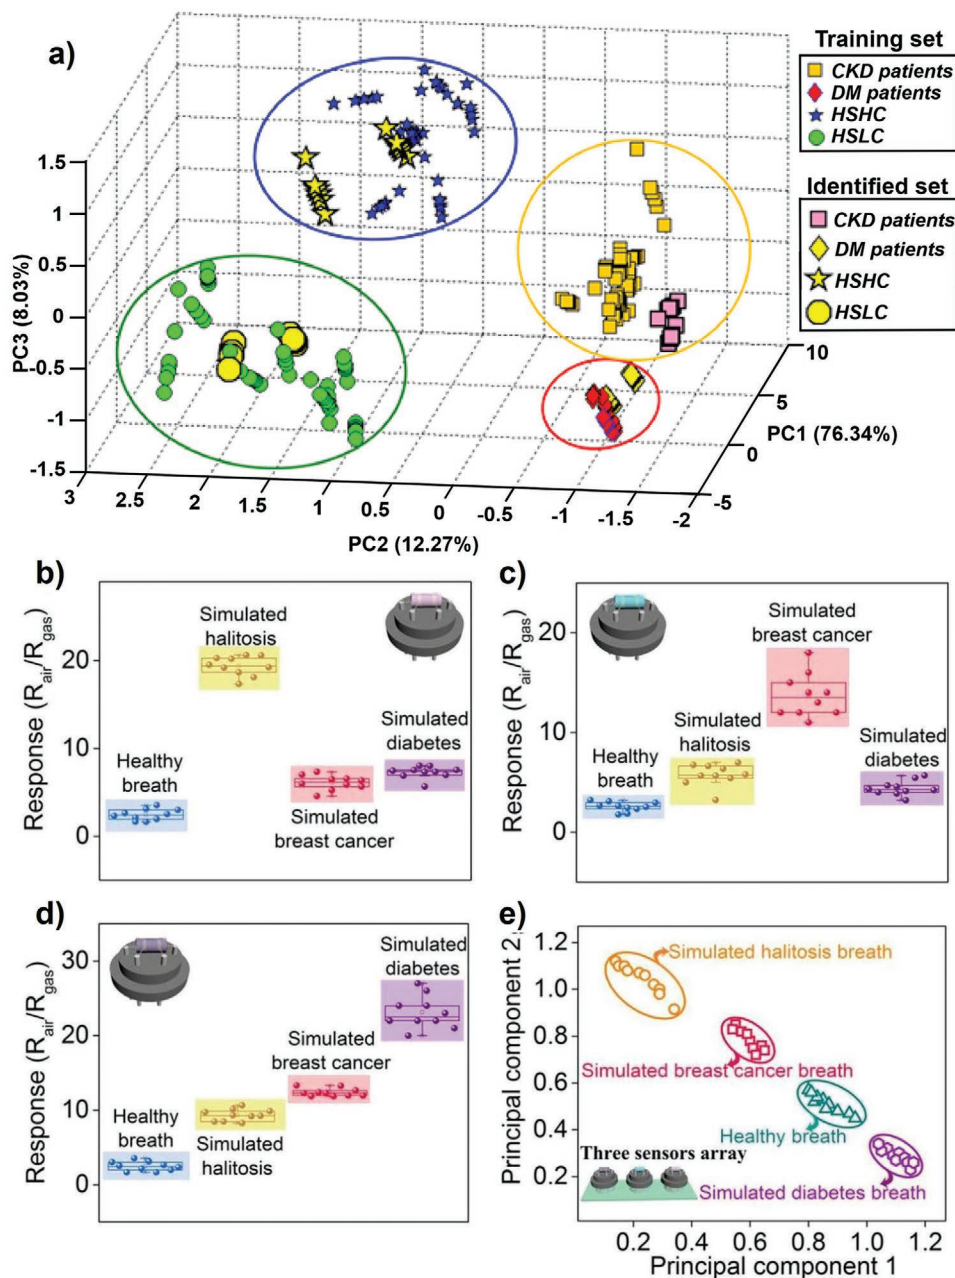 a)
Training set
CKD patients
DM patients
HSHC
HSLC
Identified set
CKD patients
DM patients
HSHC
HSLC
PC3 (8.03%)
1.5
1
0.5
0
-0.5
-1
-1.5
3
2.5
2
1.5
1
0.5
0
-0.5
-1
-1.5
-2
PC2 (12.27%)
10
5
0
-5
PC1 (76.34%)
b)
Response (Rair/Rgas)
20
10
0
Healthy
breath
Simulated
halitosis
Simulated
breast cancer
Simulated
diabetes
c)
Response (Rair/Rgas)
20
10
0
Healthy
breath
Simulated
halitosis
Simulated
breast cancer
Simulated
diabetes
d)
Response (Rair/Rgas)
30
20
10
0
Healthy
breath
Simulated
halitosis
Simulated
breast cancer
Simulated
diabetes
e)
Principal component 2
1.2
1.0
0.8
0.6
0.4
0.2
Simulated halitosis breath
Simulated breast cancer breath
Healthy breath
Three sensors array
Simulated diabetes breath
0.2
0.4
0.6
0.8
1.0
1.2
Principal component 1